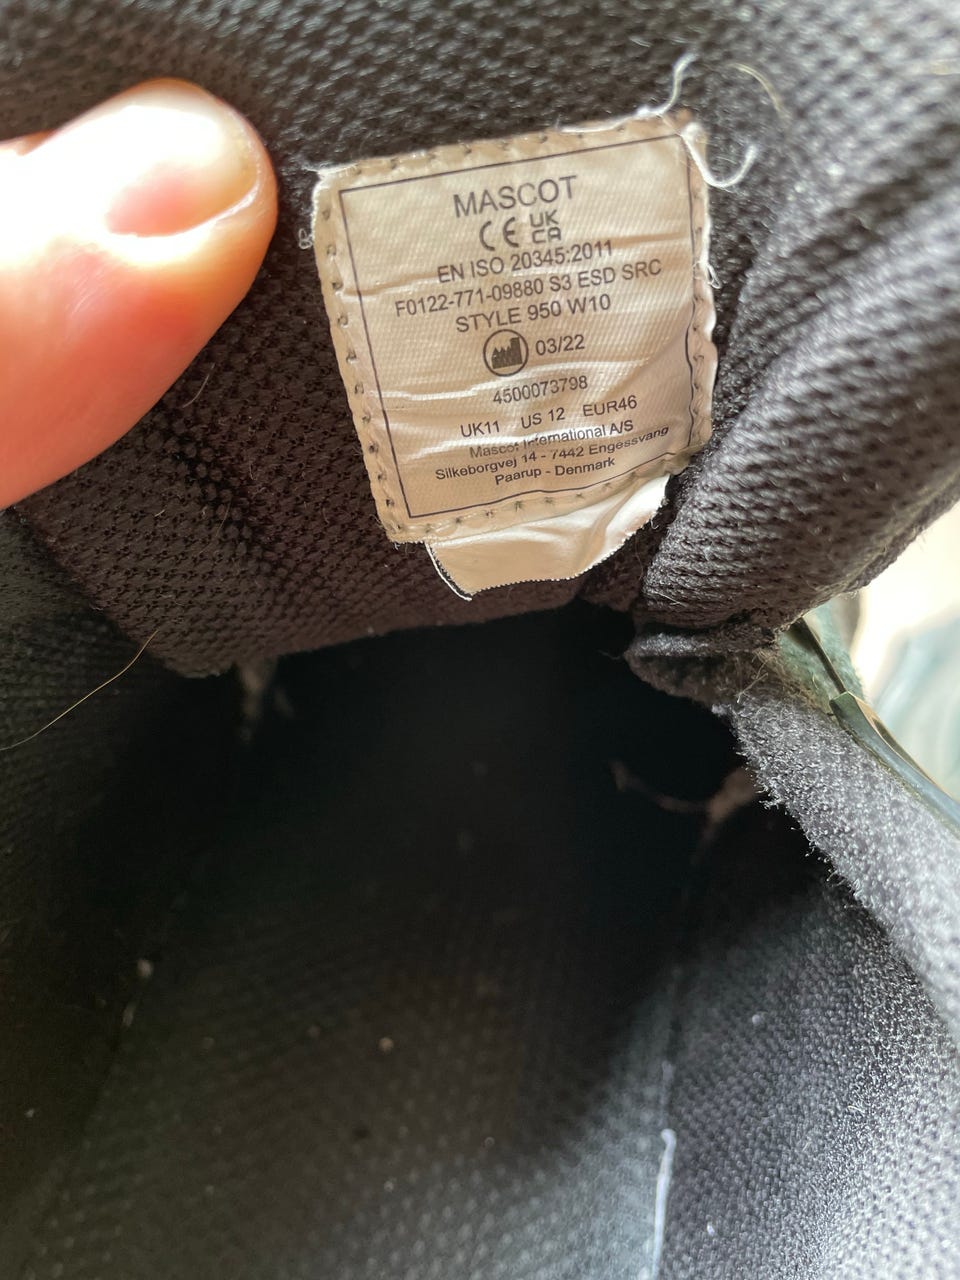 MASCOT
CE UK CA
EN ISO 20345:2011
F0122-771-09880 S3 ESD SRC
STYLE 950 W10
03/22
4500073798
UK11 US 12 EUR46
Mascot International A/S
Silkeborgvej 14 - 7442 Engesvang
Paarup - Denmark